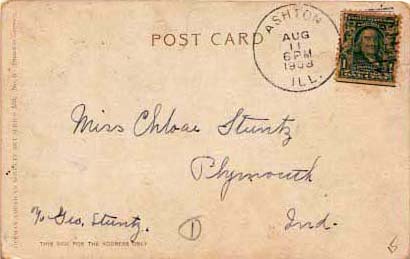 POST CARD
ASHTON
AUG
11
6 PM
1908
ILL.
1
Miss Chloae Stuntz
Plymouth
Ind.
℅ Geo. Stuntz.
1
THIS SIDE FOR THE ADDRESS ONLY
6